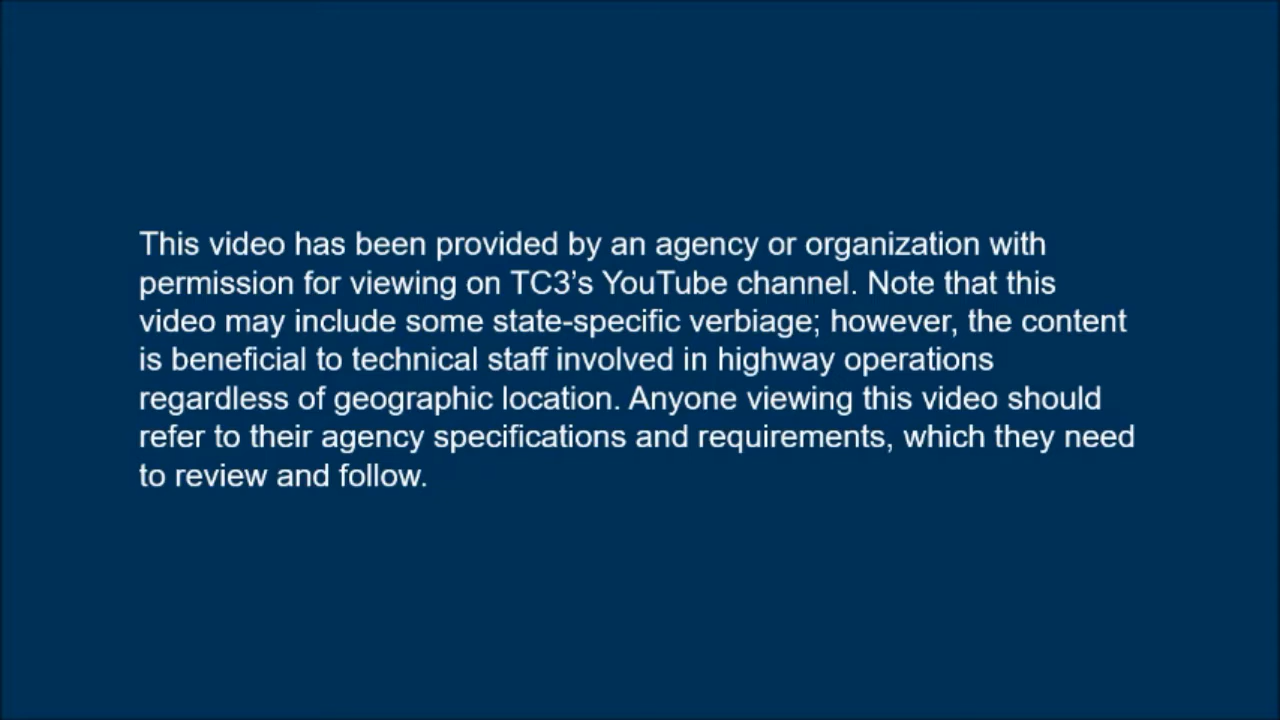 This video has been provided by an agency or organization with
permission for viewing on TC3’s YouTube channel. Note that this
video may include some state-specific verbiage; however, the content
is beneficial to technical staff involved in highway operations
regardless of geographic location. Anyone viewing this video should
refer to their agency specifications and requirements, which they need
to review and follow.